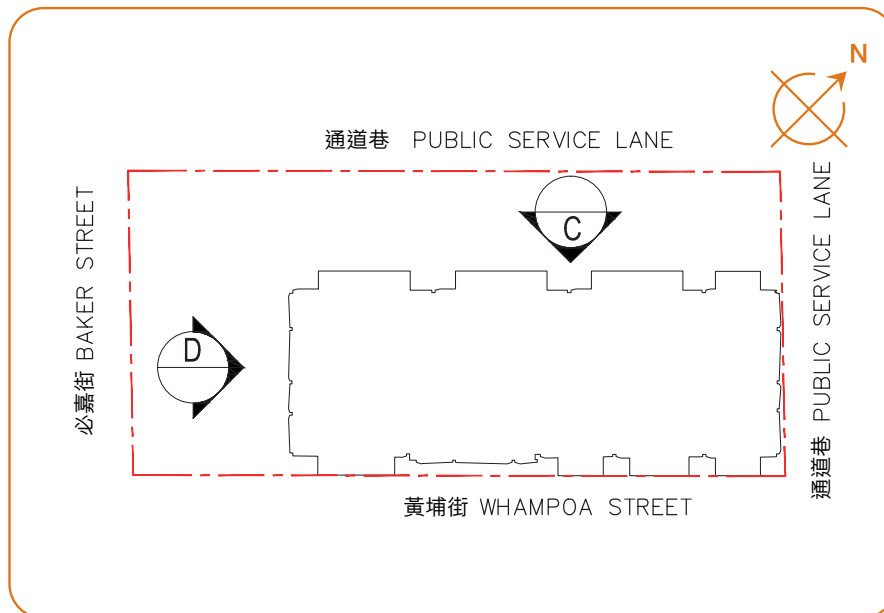 N
通道巷 PUBLIC SERVICE LANE
必嘉街 BAKER STREET
C
D
通道巷 PUBLIC SERVICE LANE
黃埔街 WHAMPOA STREET